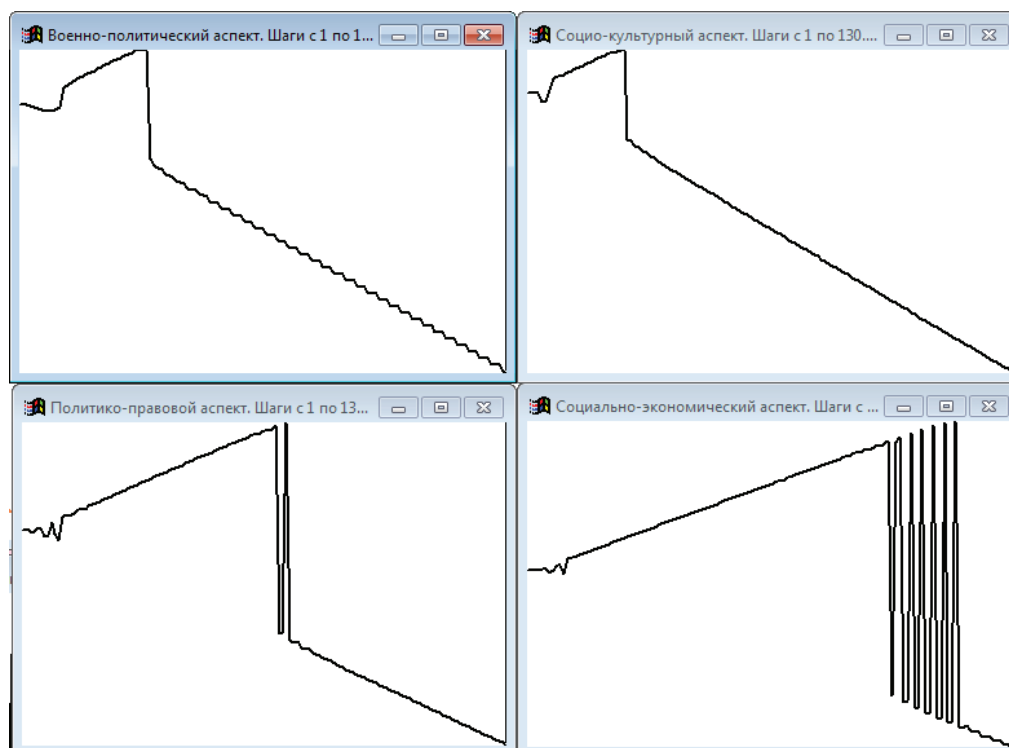 Военно-политический аспект. Шаги с 1 по 1...
Социо-культурный аспект. Шаги с 1 по 130....
Политико-правовой аспект. Шаги с 1 по 13...
Социально-экономический аспект. Шаги с ...